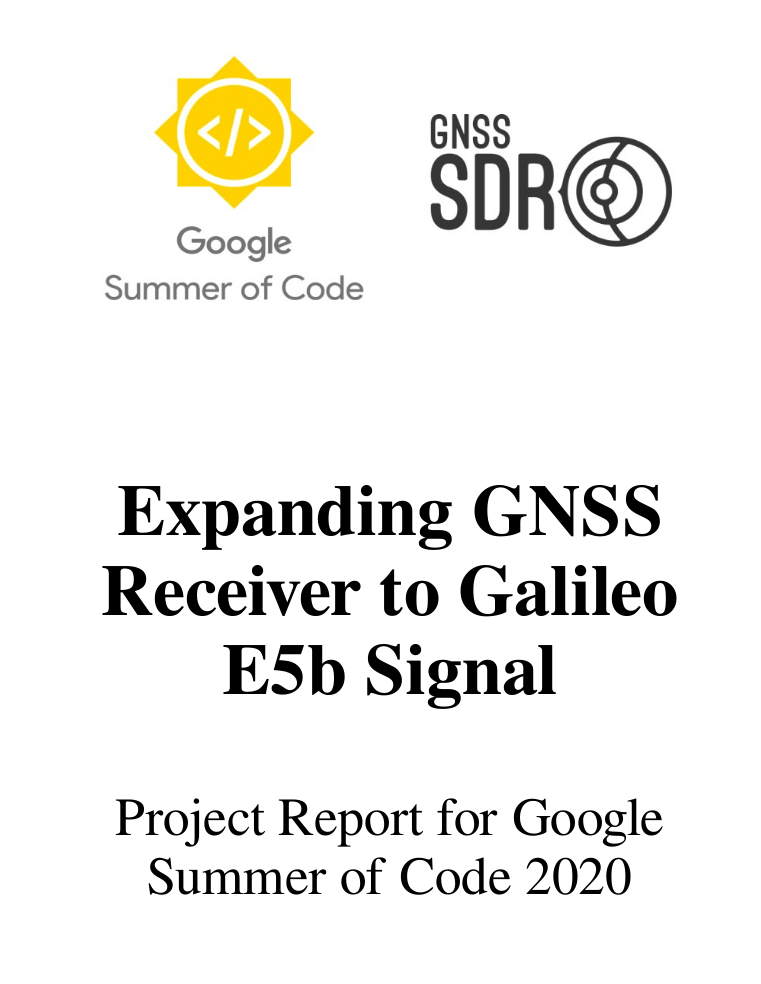 </>
Google
Summer of Code
GNSS
SDR
Expanding GNSS
Receiver to Galileo
E5b Signal
Project Report for Google
Summer of Code 2020